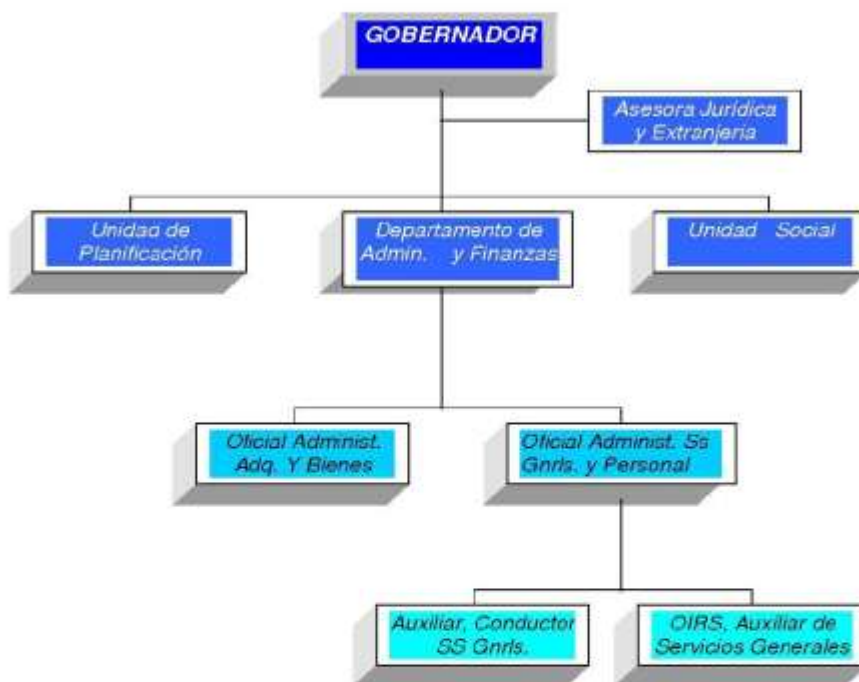 GOBERNADOR
Asesora Jurídica
y Extranjeria
Unidad de
Planificación
Departamento de
Admin. y Finanzas
Unidad Social
Oficial Administ.
Adq. Y Bienes
Oficial Administ. Ss
Gnrls. y Personal
Auxiliar, Conductor
SS Gnrls.
OIRS, Auxiliar de
Servicios Generales